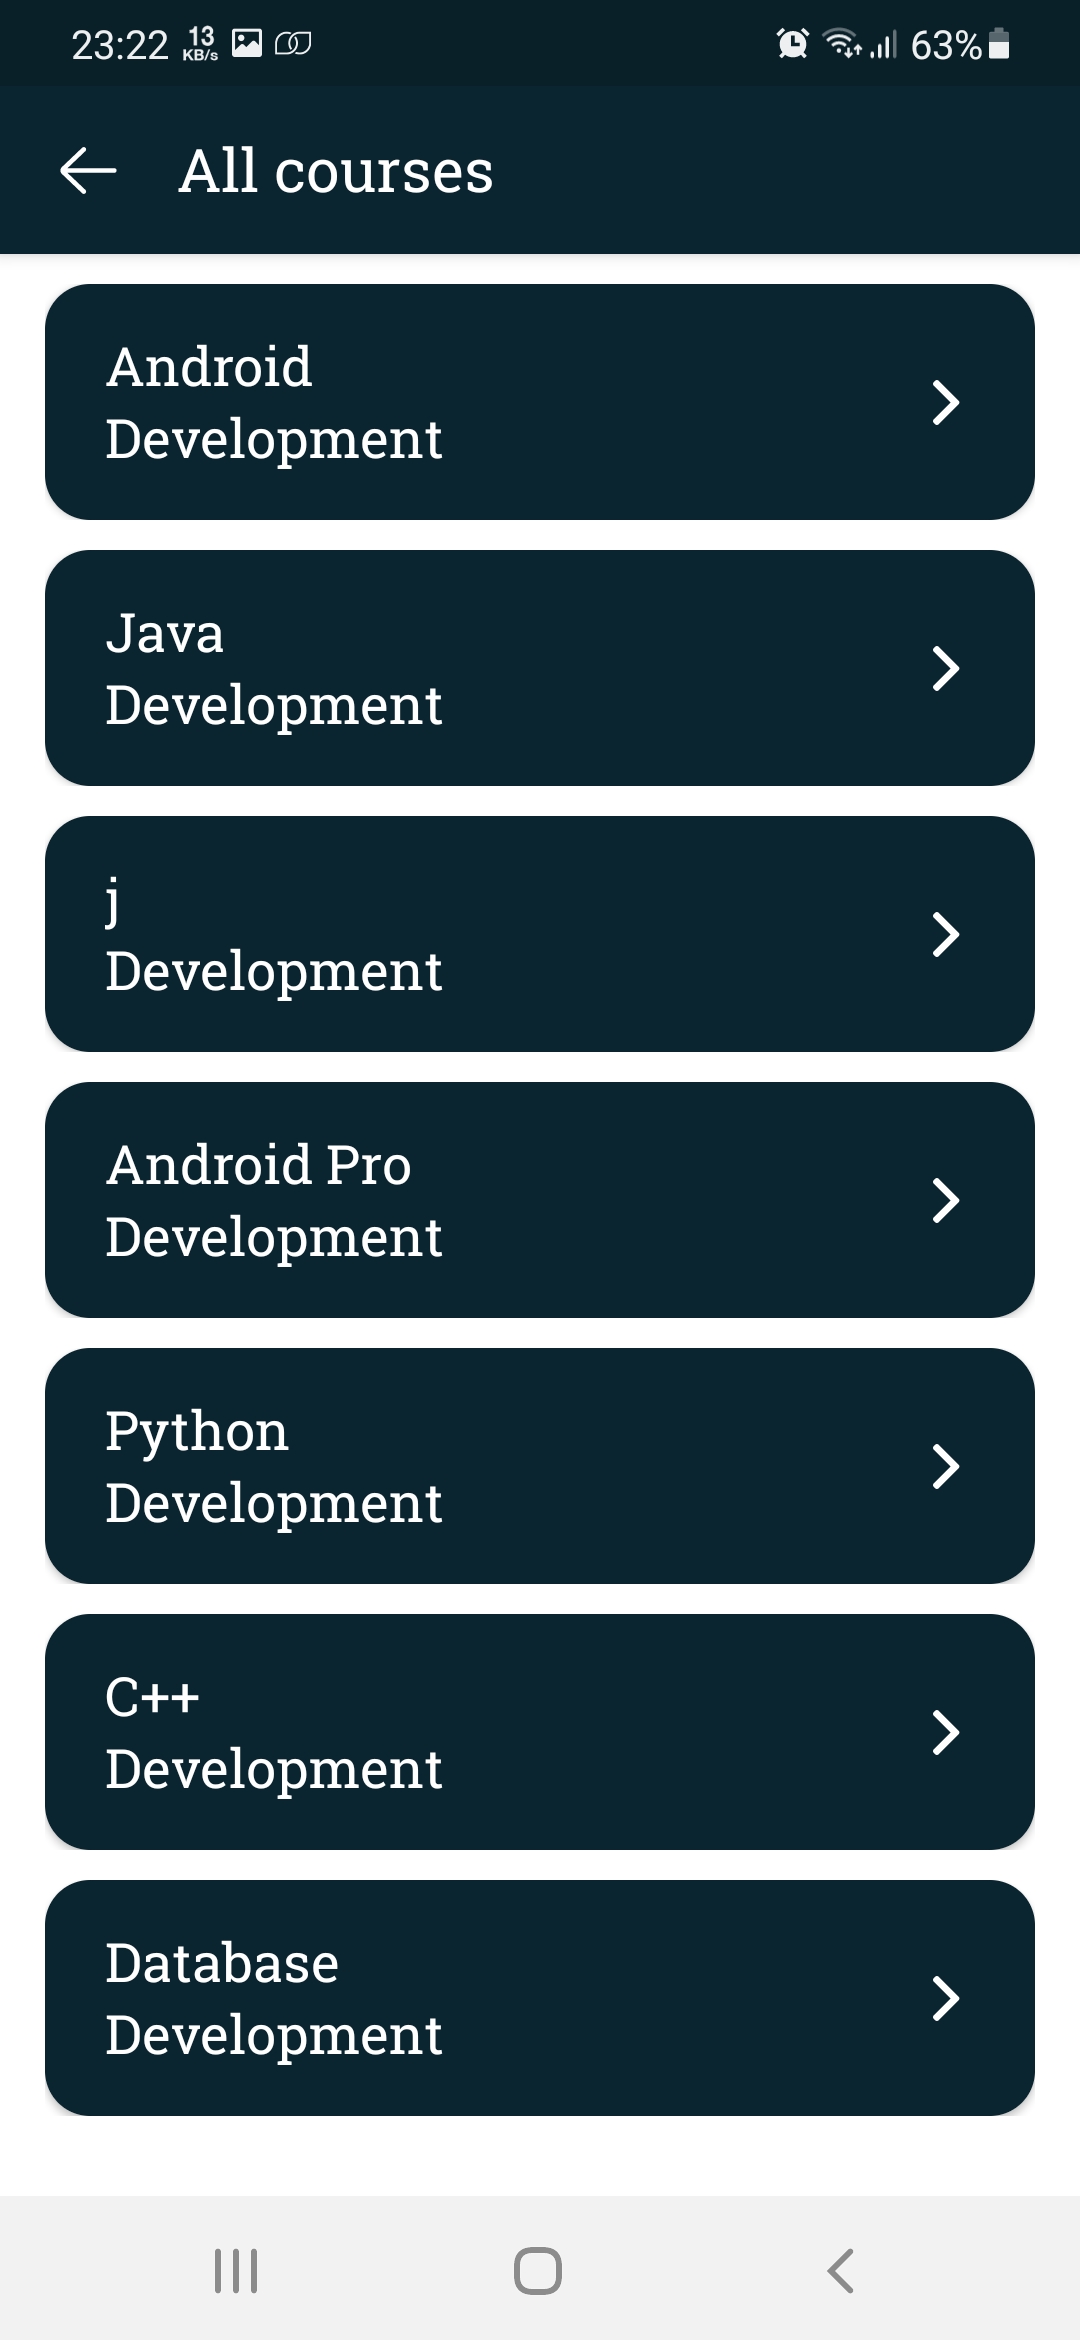 23:22 13 KB/s 63%
All courses
Android
Development
Java
Development
j
Development
Android Pro
Development
Python
Development
C++
Development
Database
Development